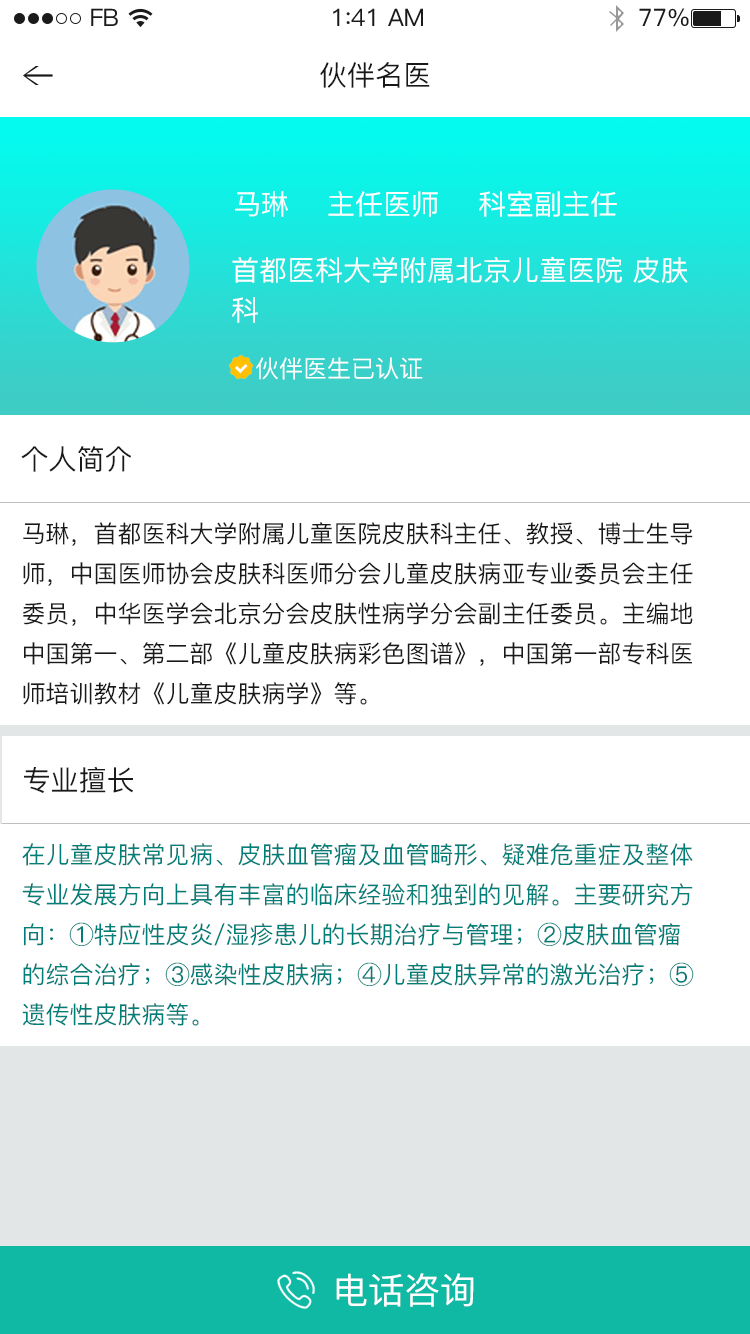 FB 1:41 AM 77%
伙伴名医
马琳 主任医师 科室副主任
首都医科大学附属北京儿童医院 皮肤
科
伙伴医生已认证
个人简介
马琳，首都医科大学附属儿童医院皮肤科主任、教授、博士生导
师，中国医师协会皮肤科医师分会儿童皮肤病亚专业委员会主任
委员，中华医学会北京分会皮肤性病学分会副主任委员。主编地
中国第一、第二部《儿童皮肤病彩色图谱》，中国第一部专科医
师培训教材《儿童皮肤病学》等。
专业擅长
在儿童皮肤常见病、皮肤血管瘤及血管畸形、疑难危重症及整体
专业发展方向上具有丰富的临床经验和独到的见解。主要研究方
向：①特应性皮炎/湿疹患儿的长期治疗与管理；②皮肤血管瘤
的综合治疗；③感染性皮肤病；④儿童皮肤异常的激光治疗；⑤
遗传性皮肤病等。
电话咨询